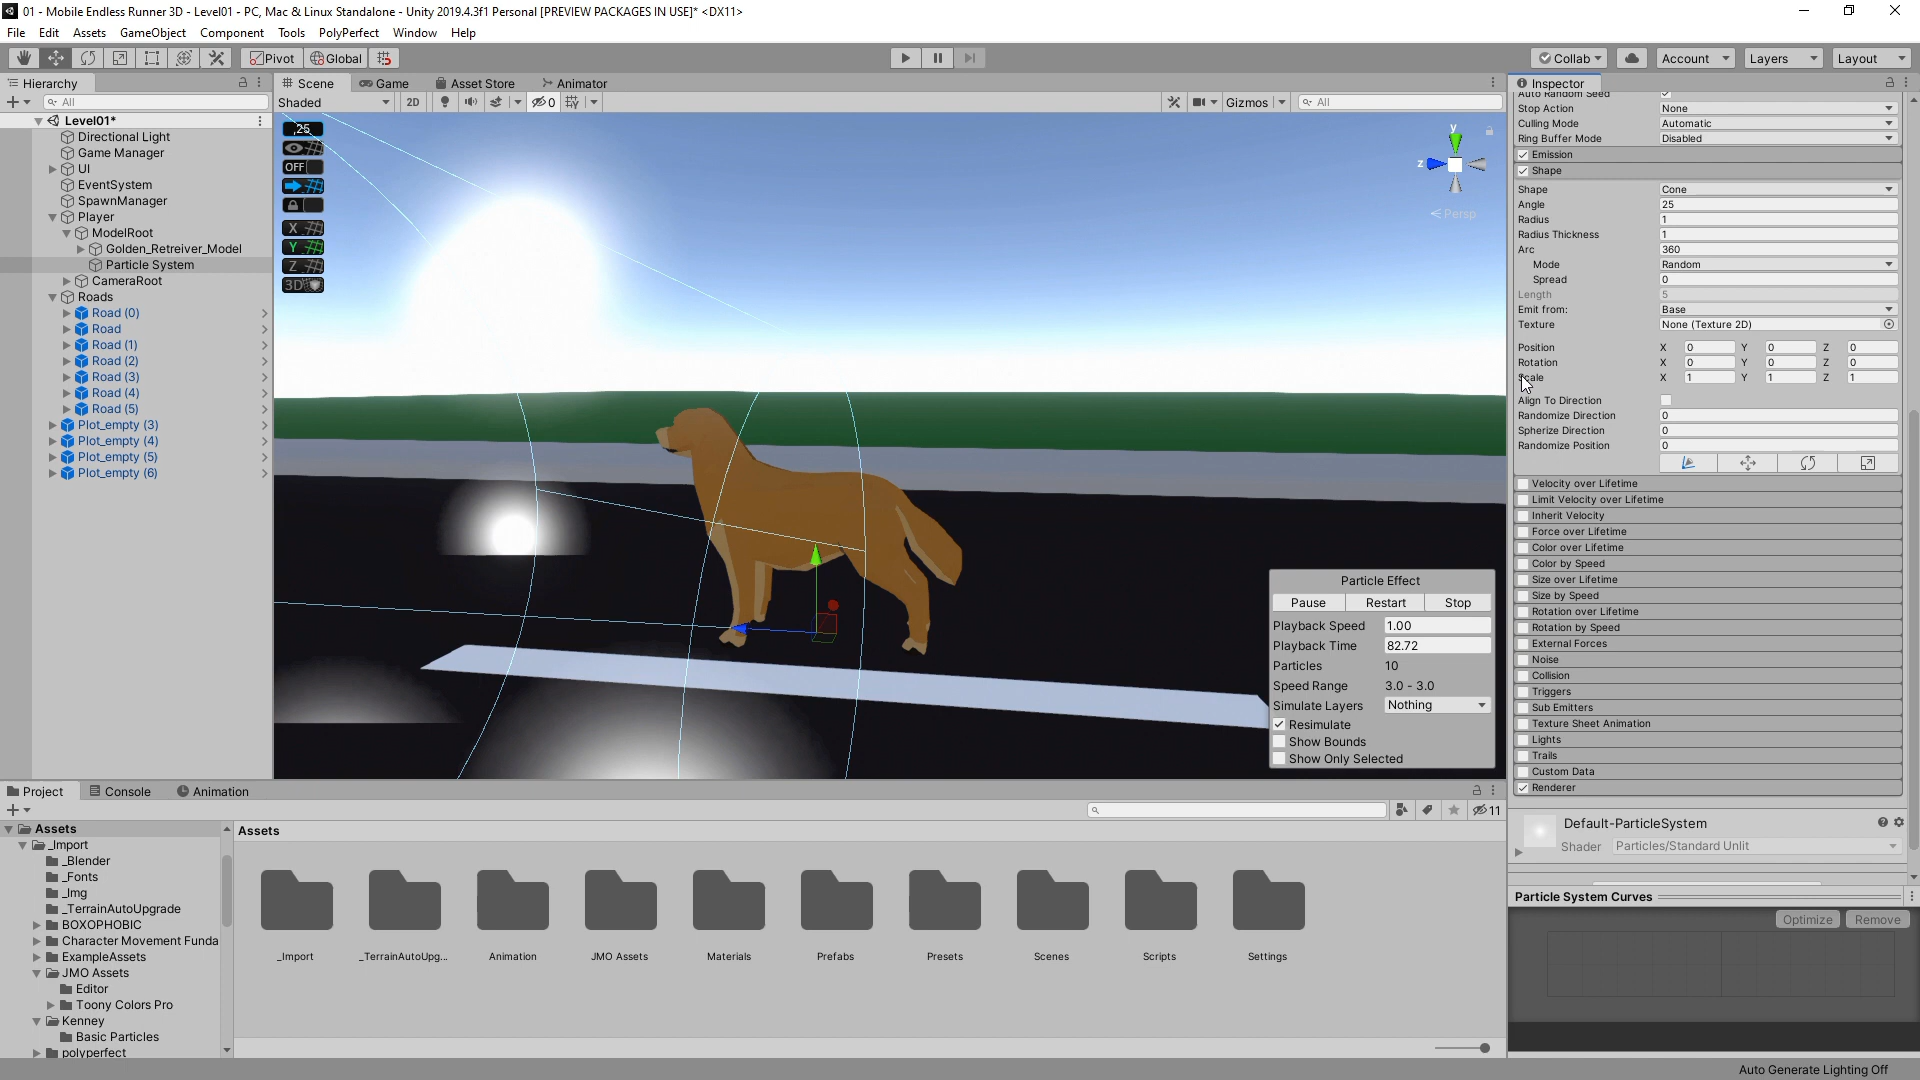 01 - Mobile Endless Runner 3D - Level01 - PC, Mac & Linux Standalone - Unity 2019.4.3f1 Personal [PREVIEW PACKAGES IN USE]* <DX11>
File Edit Assets GameObject Component Tools PolyPerfect Window Help
Pivot Global Collab Account Layers Layout
Hierarchy
All
Level01*
Directional Light
Game Manager
UI
EventSystem
SpawnManager
Player
ModelRoot
Golden_Retreiver_Model
Particle System
CameraRoot
Roads
Road (0)
Road
Road (1)
Road (2)
Road (3)
Road (4)
Road (5)
Plot_empty (3)
Plot_empty (4)
Plot_empty (5)
Plot_empty (6)
Scene Game Asset Store Animator
Shaded 2D 0 Gizmos All
,25
OFF
X
Y
Z
3D
y
z
Persp
Particle Effect
Pause Restart Stop
Playback Speed 1.00
Playback Time 82.72
Particles 10
Speed Range 3.0 - 3.0
Simulate Layers Nothing
Resimulate
Show Bounds
Show Only Selected
Inspector
Auto Random Seed
Stop Action None
Culling Mode Automatic
Ring Buffer Mode Disabled
Emission
Shape
Shape Cone
Angle 25
Radius 1
Radius Thickness 1
Arc 360
Mode Random
Spread 0
Length 5
Emit from: Base
Texture None (Texture 2D)
Position X 0 Y 0 Z 0
Rotation X 0 Y 0 Z 0
Scale X 1 Y 1 Z 1
Align To Direction
Randomize Direction 0
Spherize Direction 0
Randomize Position 0
Velocity over Lifetime
Limit Velocity over Lifetime
Inherit Velocity
Force over Lifetime
Color over Lifetime
Color by Speed
Size over Lifetime
Size by Speed
Rotation over Lifetime
Rotation by Speed
External Forces
Noise
Collision
Triggers
Sub Emitters
Texture Sheet Animation
Lights
Trails
Custom Data
Renderer
Default-ParticleSystem
Shader Particles/Standard Unlit
Particle System Curves
Optimize Remove
Project Console Animation
11
Assets
_Import
_Blender
_Fonts
_Img
_TerrainAutoUpgrade
BOXOPHOBIC
Character Movement Funda
ExampleAssets
JMO Assets
Editor
Toony Colors Pro
Kenney
Basic Particles
polyperfect
Assets
_Import _TerrainAutoUpg... Animation JMO Assets Materials Prefabs Presets Scenes Scripts Settings
Auto Generate Lighting Off